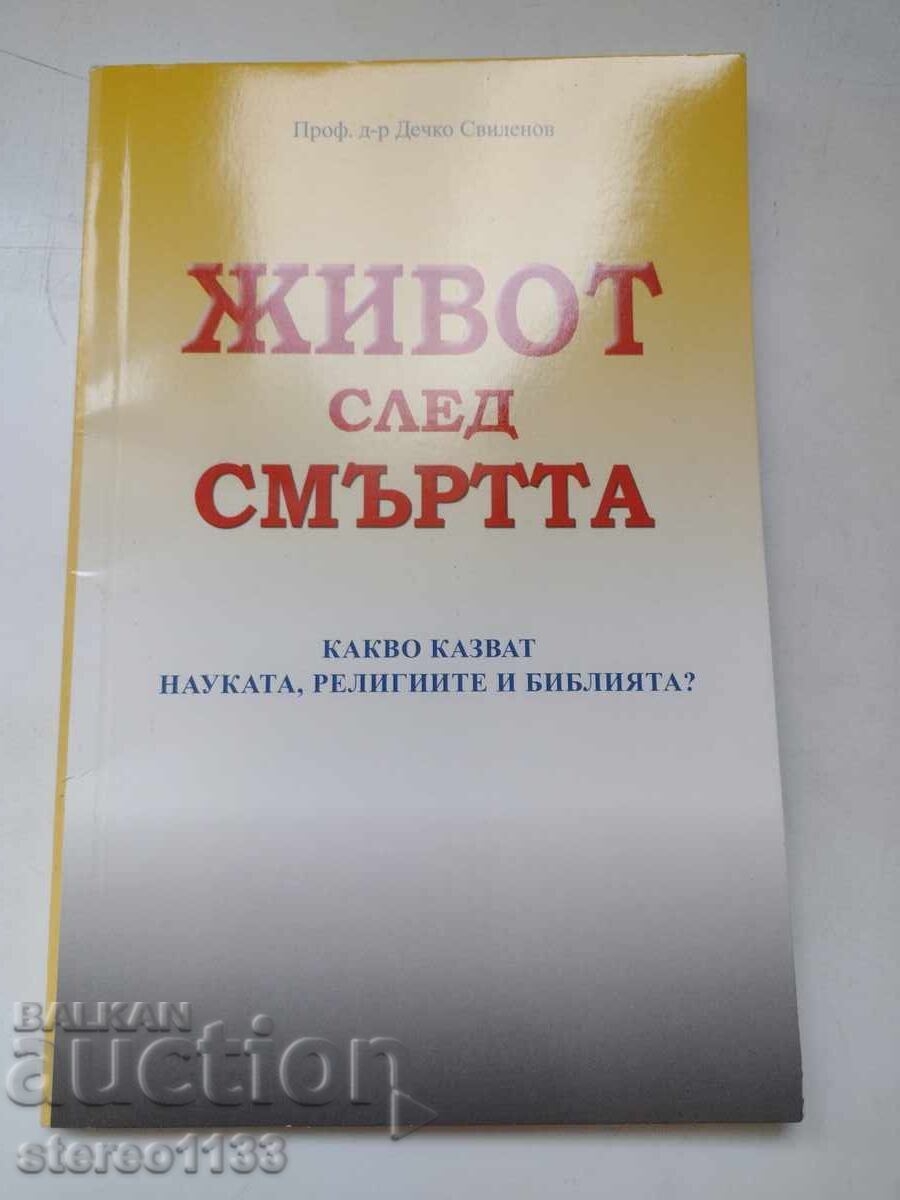 Проф. д-р Дечко Свиленов
ЖИВОТ
СЛЕД
СМЪРТТА
КАКВО КАЗВАТ
НАУКАТА, РЕЛИГИИТЕ И БИБЛИЯТА?
BALKAN
auction
stereo1133